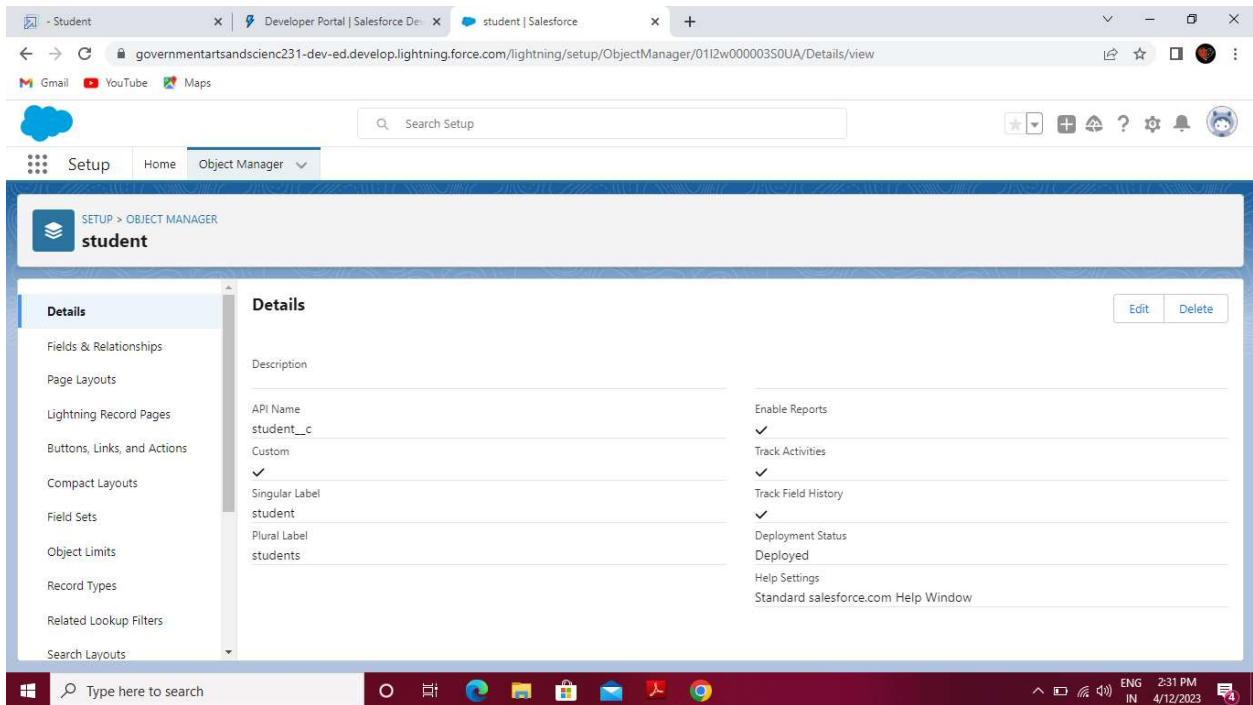 - Student
Developer Portal | Salesforce De
student | Salesforce
governmentartsandscienc231-dev-ed.develop.lightning.force.com/lightning/setup/ObjectManager/01I2w000003S0UA/Details/view
Gmail YouTube Maps
Search Setup
Setup Home Object Manager
SETUP > OBJECT MANAGER
student
Details
Fields & Relationships
Page Layouts
Lightning Record Pages
Buttons, Links, and Actions
Compact Layouts
Field Sets
Object Limits
Record Types
Related Lookup Filters
Search Layouts
Details
Edit Delete
Description
API Name
student__c
Custom
Singular Label
student
Plural Label
students
Enable Reports
Track Activities
Track Field History
Deployment Status
Deployed
Help Settings
Standard salesforce.com Help Window
Type here to search
ENG 2:31 PM
IN 4/12/2023
4